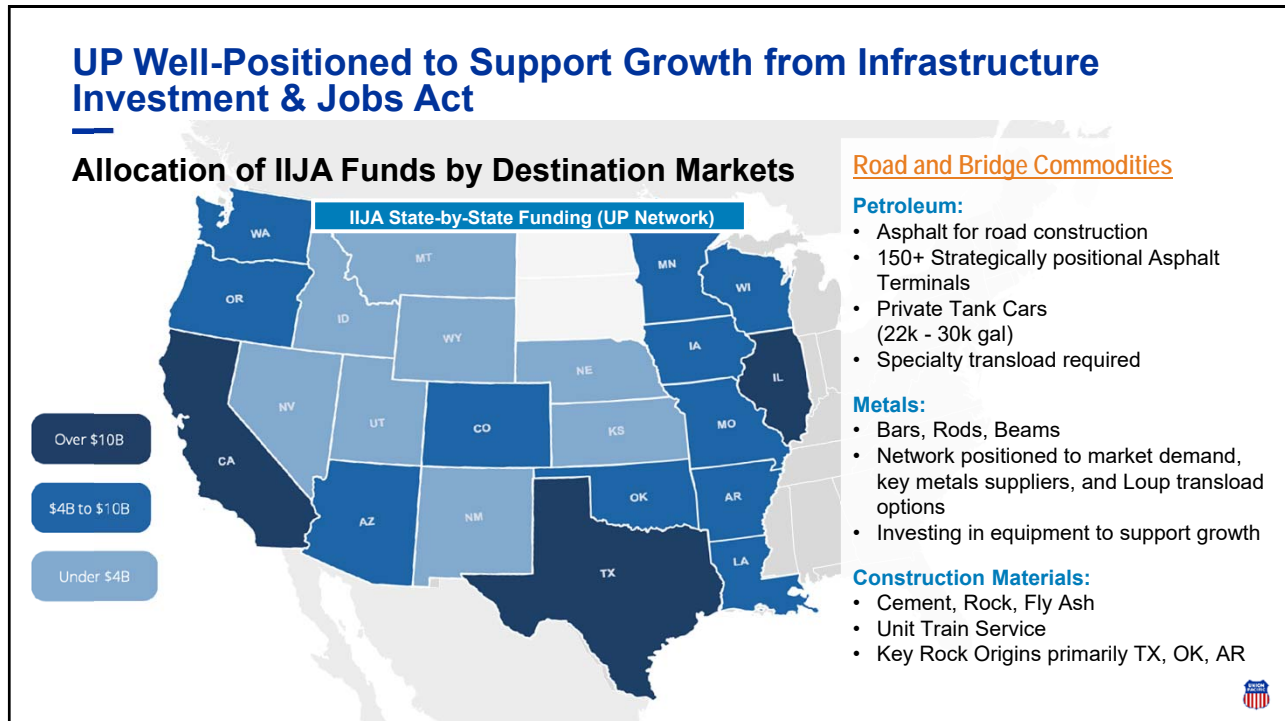 UP Well-Positioned to Support Growth from Infrastructure
Investment & Jobs Act
Allocation of IIJA Funds by Destination Markets
IIJA State-by-State Funding (UP Network)
WA
OR
CA
ID
NV
MT
WY
UT
AZ
CO
NM
NE
KS
TX
OK
MN
IA
MO
AR
LA
WI
IL
Over $10B
$4B to $10B
Under $4B
Road and Bridge Commodities
Petroleum:
• Asphalt for road construction
• 150+ Strategically positional Asphalt
Terminals
• Private Tank Cars
(22k - 30k gal)
• Specialty transload required
Metals:
• Bars, Rods, Beams
• Network positioned to market demand,
key metals suppliers, and Loup transload
options
• Investing in equipment to support growth
Construction Materials:
• Cement, Rock, Fly Ash
• Unit Train Service
• Key Rock Origins primarily TX, OK, AR
UNION
PACIFIC